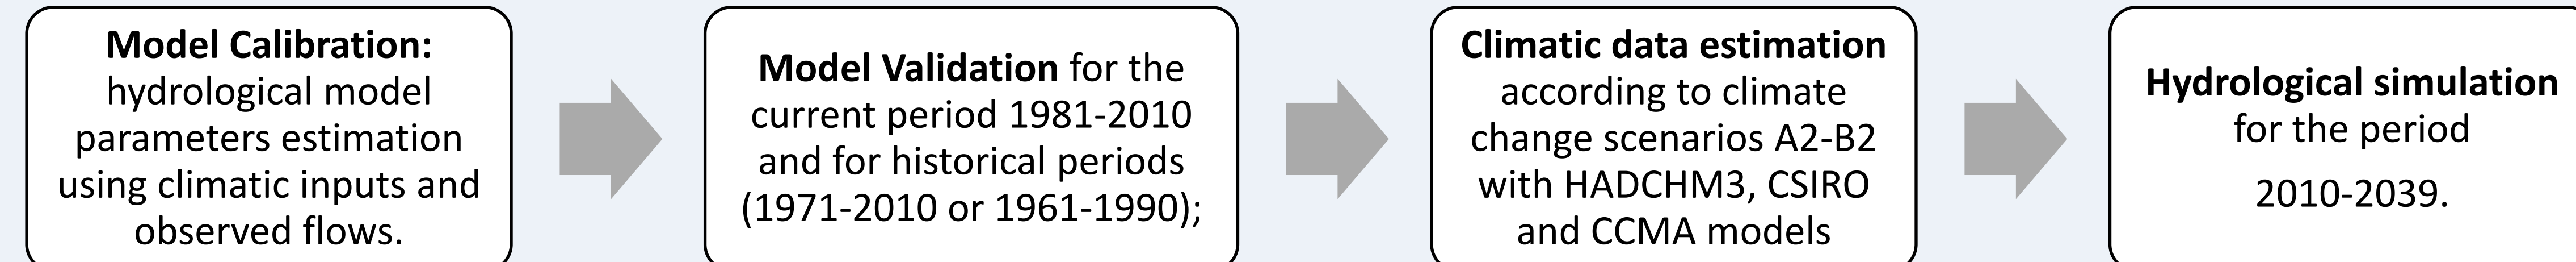 Model Calibration:
hydrological model
parameters estimation
using climatic inputs and
observed flows.
Model Validation for the
current period 1981-2010
and for historical periods
(1971-2010 or 1961-1990);
Climatic data estimation
according to climate
change scenarios A2-B2
with HADCHM3, CSIRO
and CCMA models
Hydrological simulation
for the period
2010-2039.